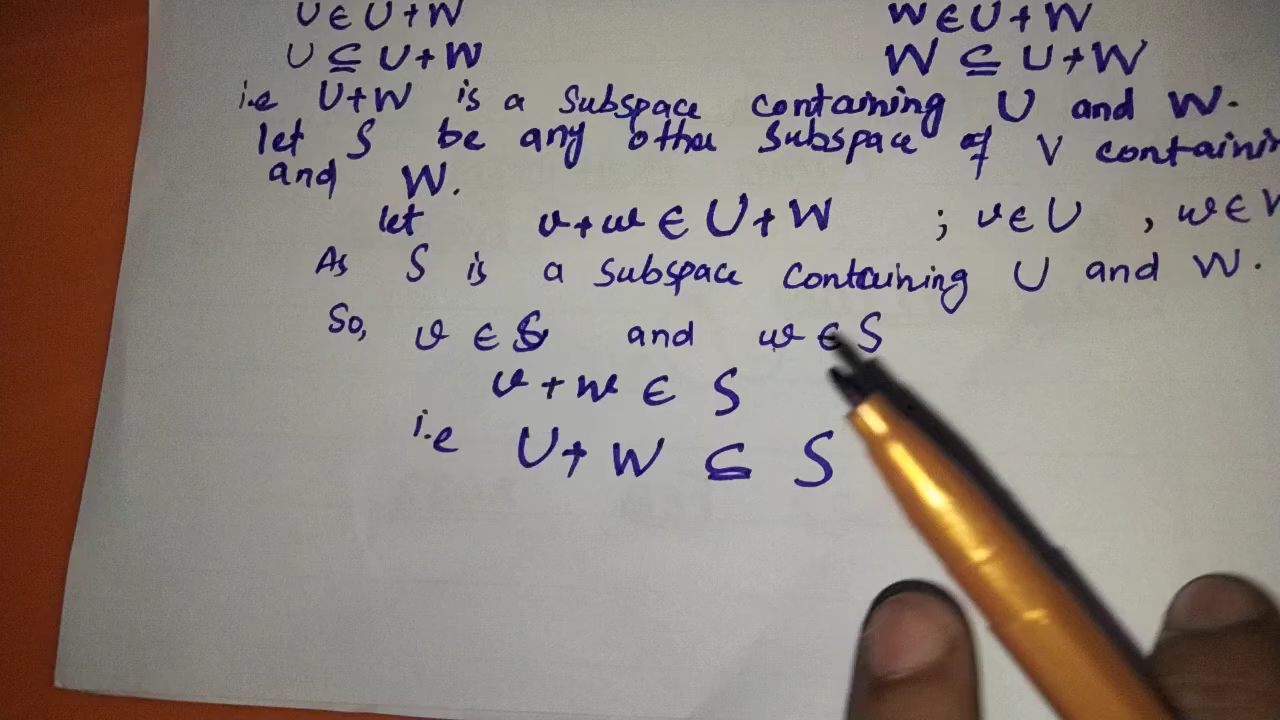 υ ∈ U + W w ∈ U + W
U ⊆ U + W W ⊆ U + W
i.e U+W is a subspace containing U and W.
let S be any other subspace of V
and W.
let υ+w ∈ U + W ; υ ∈ U , w ∈
As S is a subspace containing U and W.
So, υ ∈ S and w ∈ S
υ + w ∈ S
i.e U + W ⊆ S